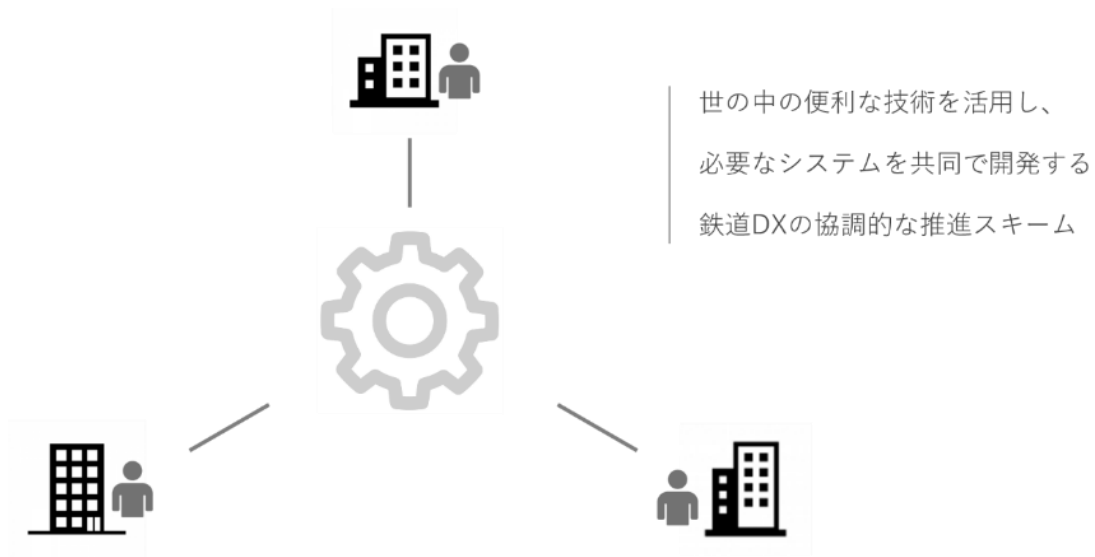 世の中の便利な技術を活用し、
必要なシステムを共同で開発する
鉄道DXの協調的な推進スキーム